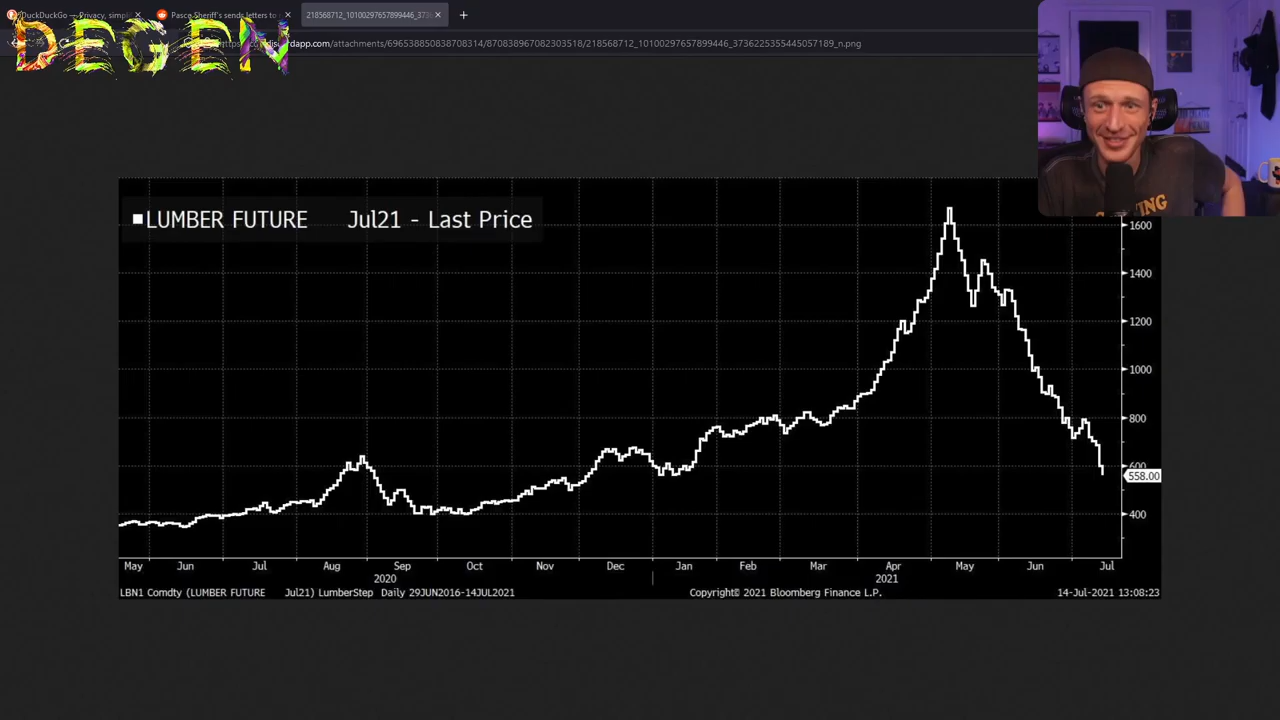 DuckDuckGo — Privacy, simpl
Pasco Sheriff's sends letters to
218568712_10100297657899446_3736
DEGEN
dapp.com/attachments/696538850838708314/870838967082303518/218568712_10100297657899446_3736225355445057189_n.png
LUMBER FUTURE Jul21 - Last Price
1600
1400
1200
1000
800
600
558.00
400
May Jun Jul Aug Sep Oct Nov Dec Jan Feb Mar Apr May Jun Jul
2020 2021
LBN1 Comdty (LUMBER FUTURE Jul21) LumberStep Daily 29JUN2016-14JUL2021 Copyright© 2021 Bloomberg Finance L.P. 14-Jul-2021 13:08:23